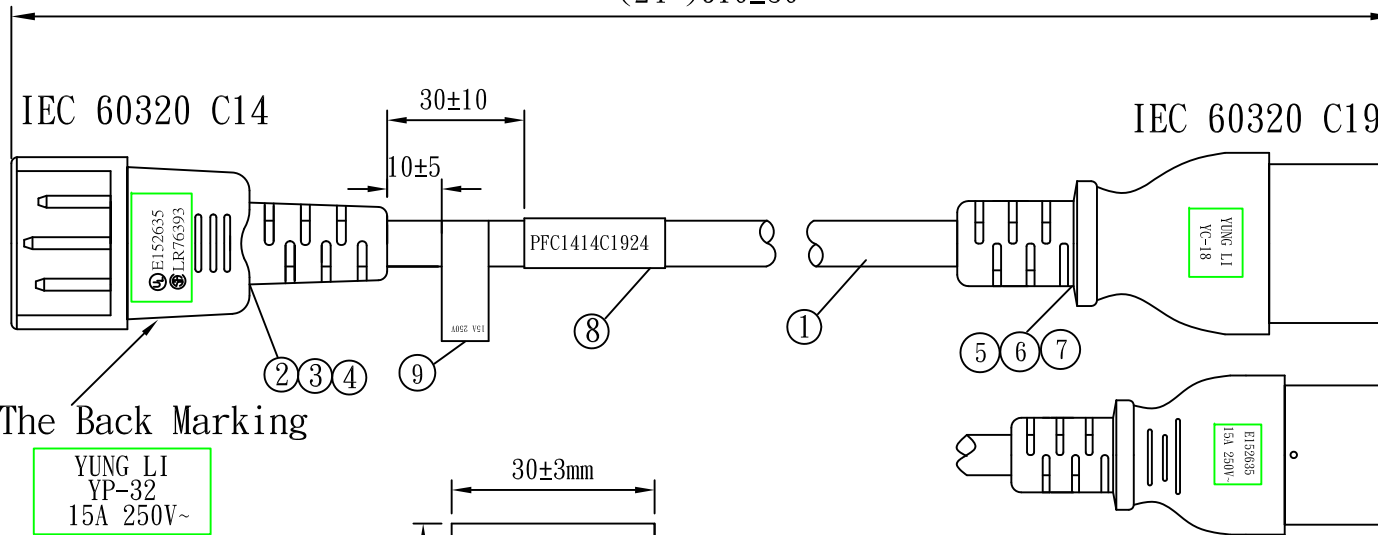 IEC 60320 C14
30±10
IEC 60320 C19
10±5
E152635
LR76393
PFC1414C1924
YUNG LI
YC-18
15A 250V
1
8
2
3
4
9
5
6
7
The Back Marking
YUNG LI
YP-32
15A 250V~
30±3mm
E152635
15A 250V~